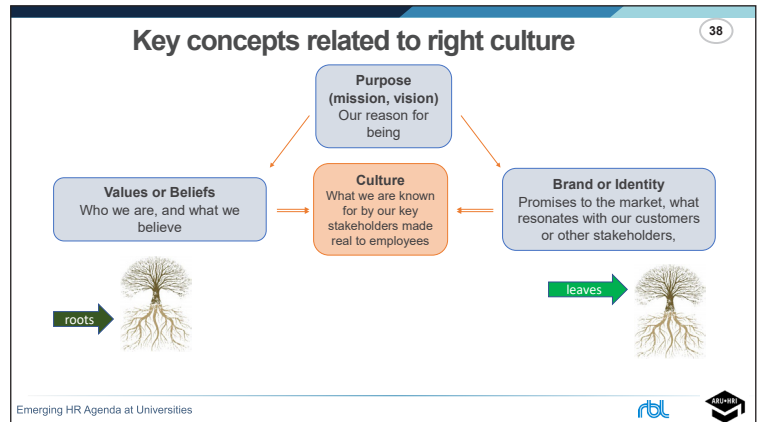 Key concepts related to right culture
38
Purpose
(mission, vision)
Our reason for
being
Values or Beliefs
Who we are, and what we
believe
Culture
What we are known
for by our key
stakeholders made
real to employees
Brand or Identity
Promises to the market, what
resonates with our customers
or other stakeholders,
roots
leaves
Emerging HR Agenda at Universities
rbl
ARU•HRI